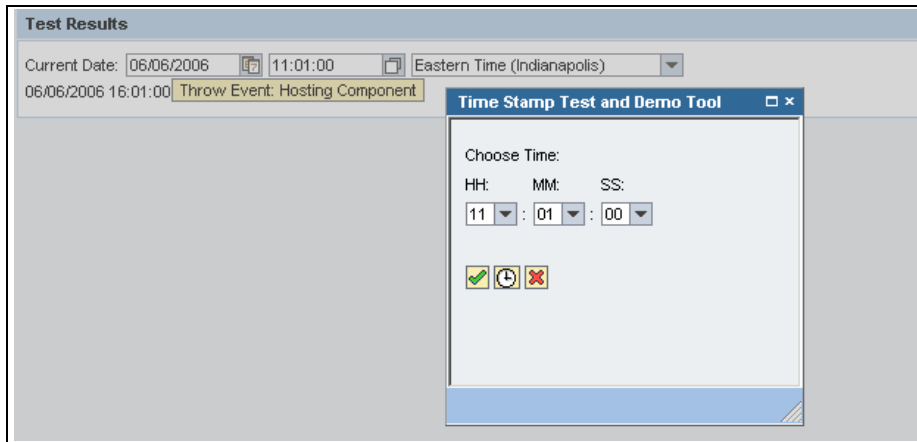 Test Results
Current Date: 06/06/2006 11:01:00 Eastern Time (Indianapolis)
06/06/2006 16:01:00 Throw Event: Hosting Component
Time Stamp Test and Demo Tool
Choose Time:
HH: MM: SS:
11 : 01 : 00